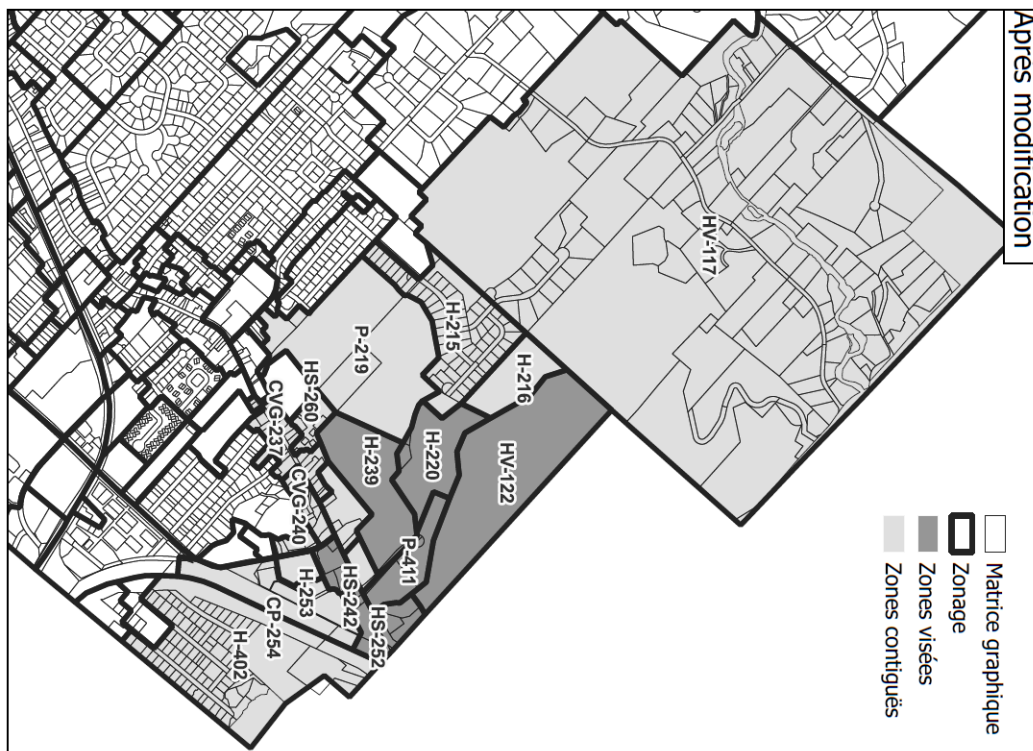 Apres modification
Matrice graphique
Zonage
Zones visées
Zones contiguës
HV-117
H-215
H-216
P-219
H-220
HV-122
HS-260
H-239
CVG-237
CVG-240
P-411
HS-242
HS-252
H-253
CP-254
H-402